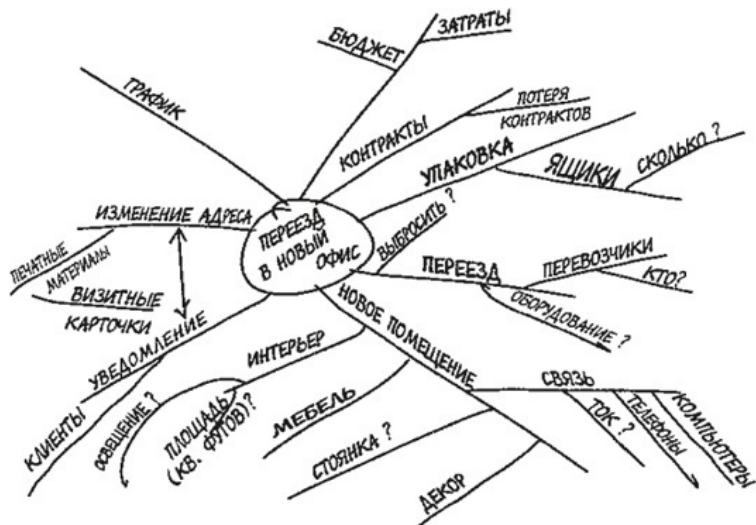 ЗАТРАТЫ
БЮДЖЕТ
ТРАФИК
КОНТРАКТЫ
ПОТЕРЯ
КОНТРАКТОВ
УПАКОВКА
ЯЩИКИ
СКОЛЬКО?
ИЗМЕНЕНИЕ АДРЕСА
ПЕЧАТНЫЕ
МАТЕРИАЛЫ
ВИЗИТНЫЕ
КАРТОЧКИ
ПЕРЕЕЗД
В НОВЫЙ
ОФИС
ВЫБРОСИТЬ?
ПЕРЕЕЗД
ПЕРЕВОЗЧИКИ
КТО?
ОБОРУДОВАНИЕ?
УВЕДОМЛЕНИЕ
КЛИЕНТЫ
НОВОЕ ПОМЕЩЕНИЕ
ИНТЕРЬЕР
ОСВЕЩЕНИЕ?
ПЛОЩАДЬ
(КВ. ФУТОВ)?
МЕБЕЛЬ
СТОЯНКА?
ДЕКОР
СВЯЗЬ
ТОК?
ТЕЛЕФОНЫ
КОМПЬЮТЕРЫ